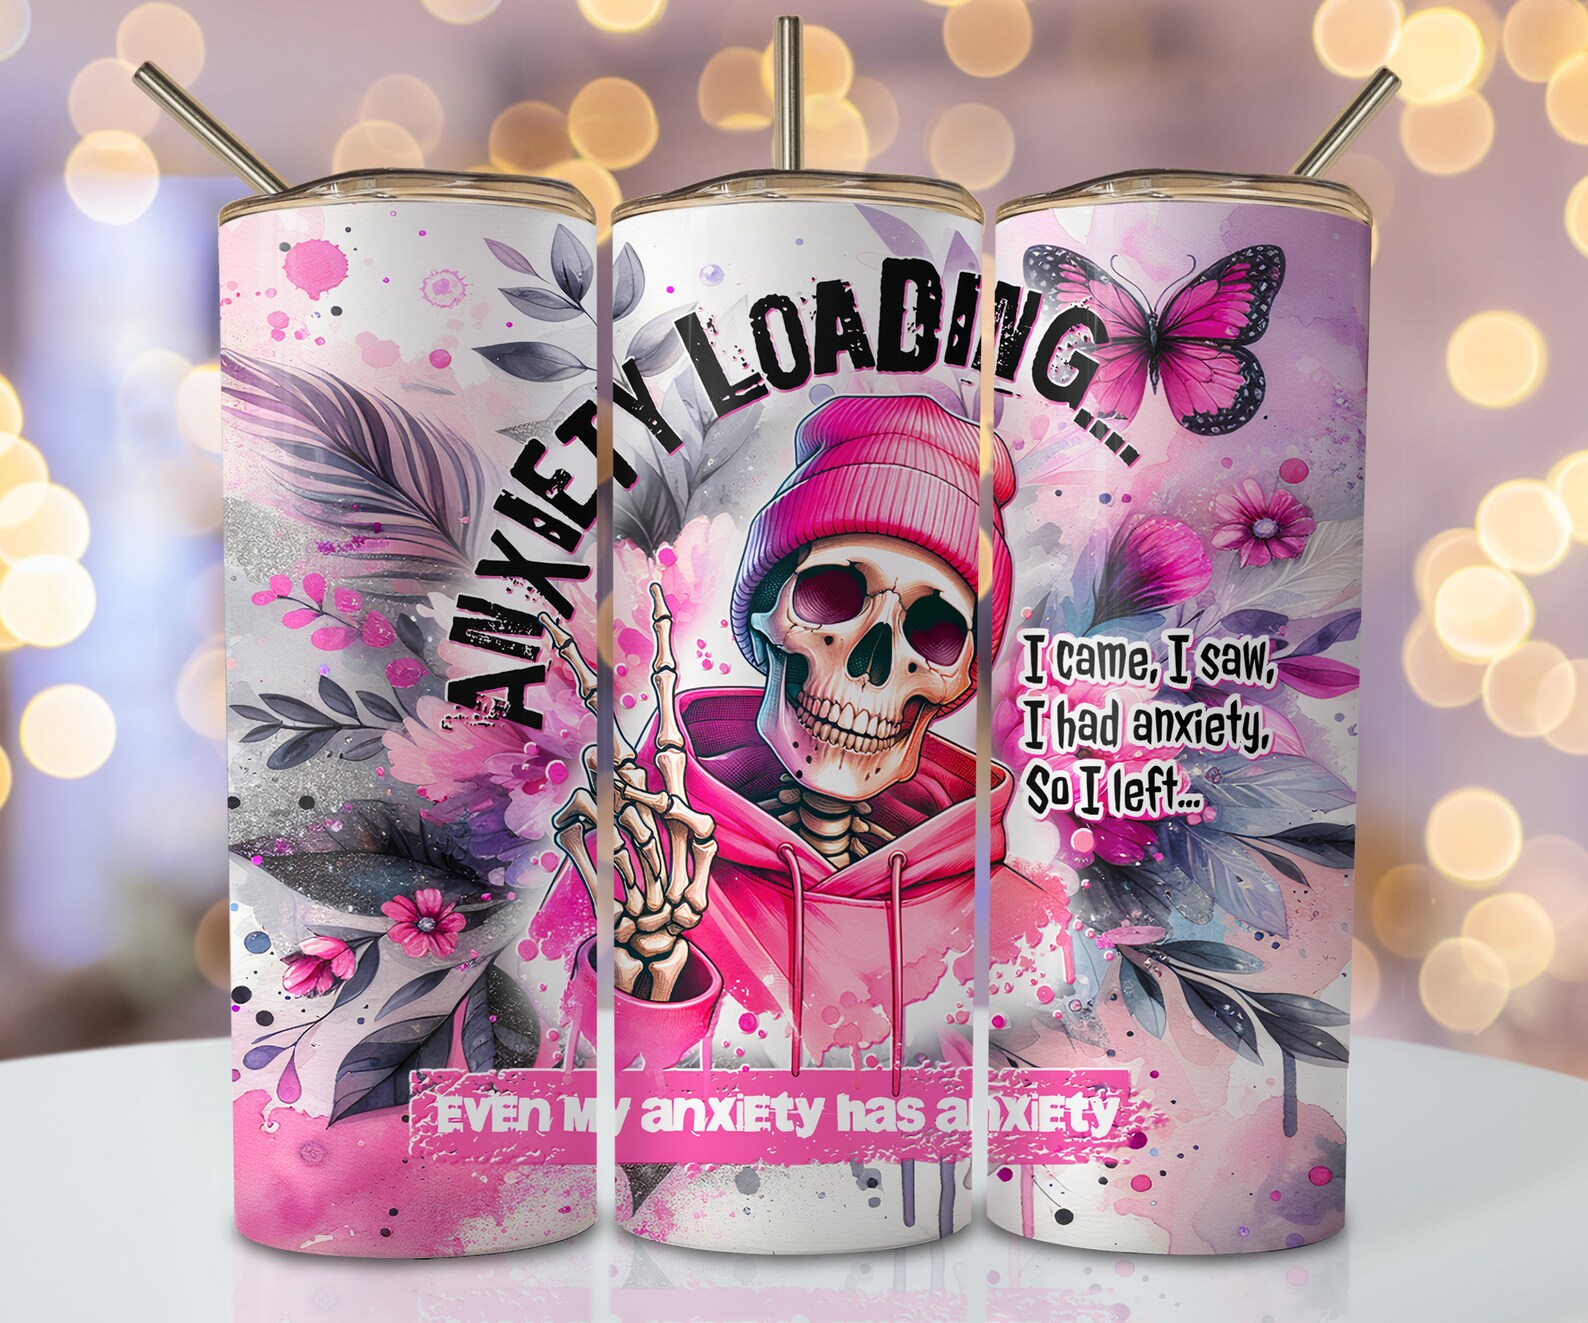 ANXIETY LOADING...
I came, I saw,
I had anxiety,
So I left...
EVEN MY ANXIETY HAS ANXIETY